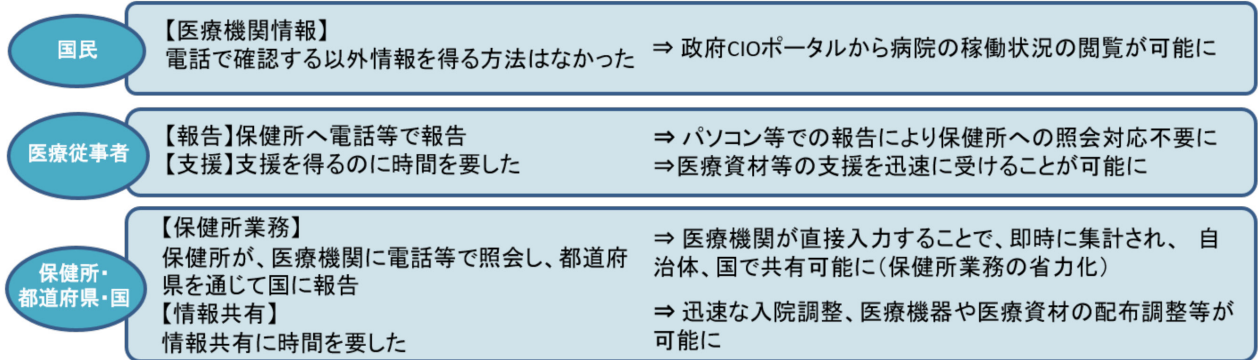 国民
【医療機関情報】
電話で確認する以外情報を得る方法はなかった
⇒ 政府CIOポータルから病院の稼働状況の閲覧が可能に
医療従事者
【報告】保健所へ電話等で報告
【支援】支援を得るのに時間を要した
⇒ パソコン等での報告により保健所への照会対応不要に
⇒医療資材等の支援を迅速に受けることが可能に
保健所・
都道府県・国
【保健所業務】
保健所が、医療機関に電話等で照会し、都道府
県を通じて国に報告
【情報共有】
情報共有に時間を要した
⇒ 医療機関が直接入力することで、即時に集計され、 自
治体、国で共有可能に(保健所業務の省力化)
⇒ 迅速な入院調整、医療機器や医療資材の配布調整等が
可能に